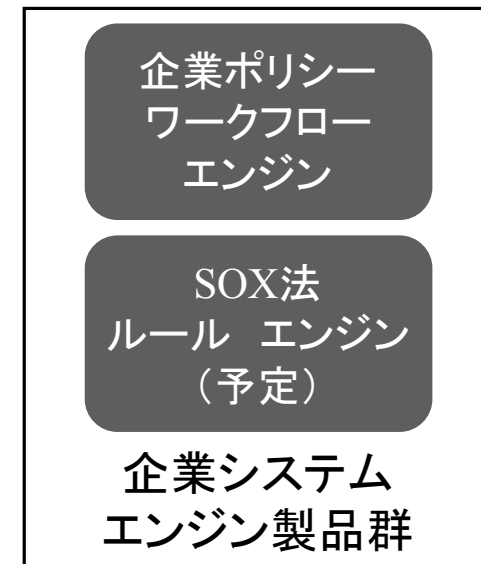 企業ポリシー
ワークフロー
エンジン
SOX法
ルール　エンジン
（予定）
企業システム
エンジン製品群